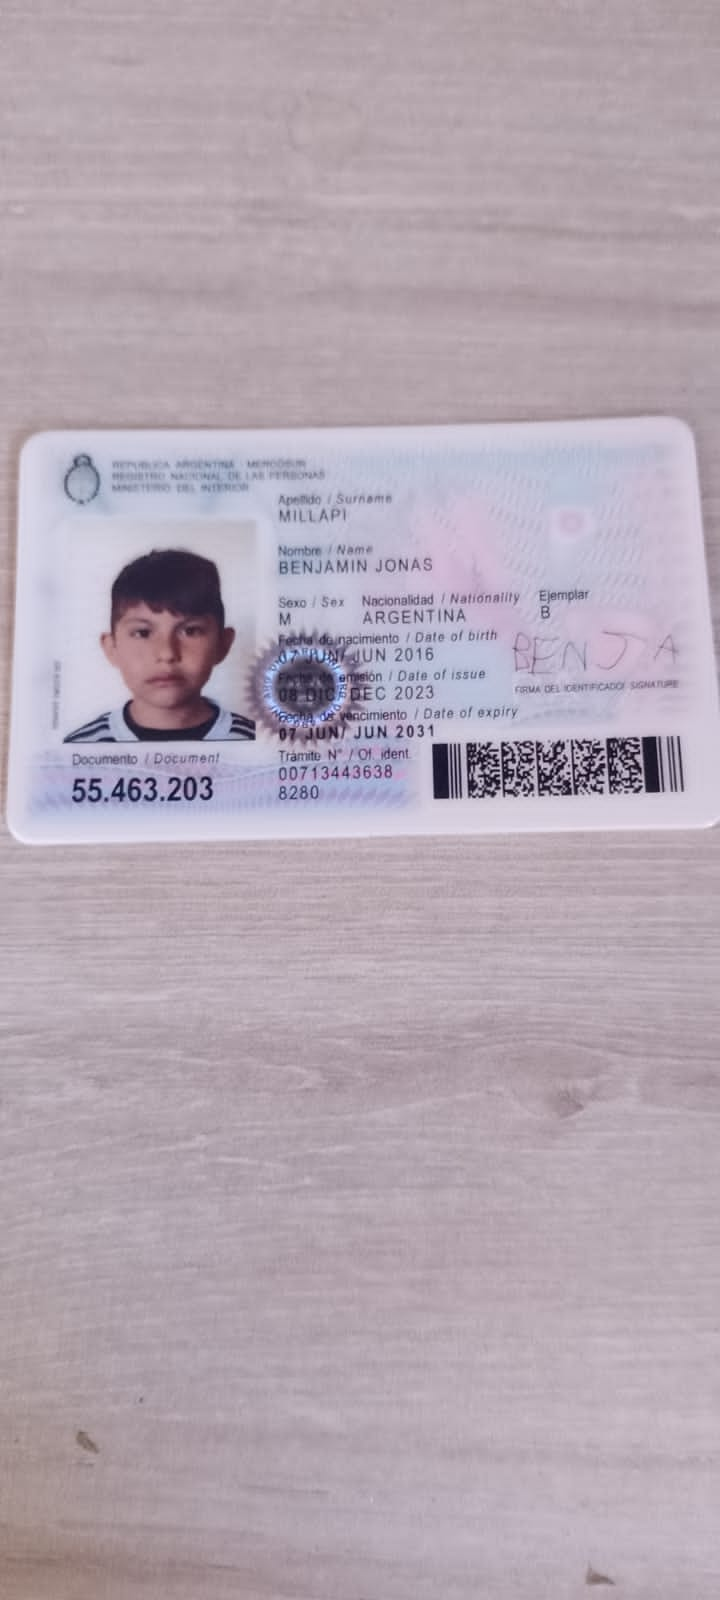 REPUBLICA ARGENTINA - MERCOSUR
REGISTRO NACIONAL DE LAS PERSONAS
MINISTERIO DEL INTERIOR
Apellido / Surname
MILLAPI
Nombre / Name
BENJAMIN JONAS
Sexo / Sex Nacionalidad / Nationality Ejemplar
M ARGENTINA B
Fecha de nacimiento / Date of birth
07 JUN/ JUN 2016
Fecha de emisión / Date of issue
08 DIC/ DEC 2023
Fecha de vencimiento / Date of expiry
07 JUN/ JUN 2031
BENJA
FIRMA DEL IDENTIFICADO/ SIGNATURE
Documento / Document
55.463.203
Trámite N° / Of. ident.
00713443638
8280